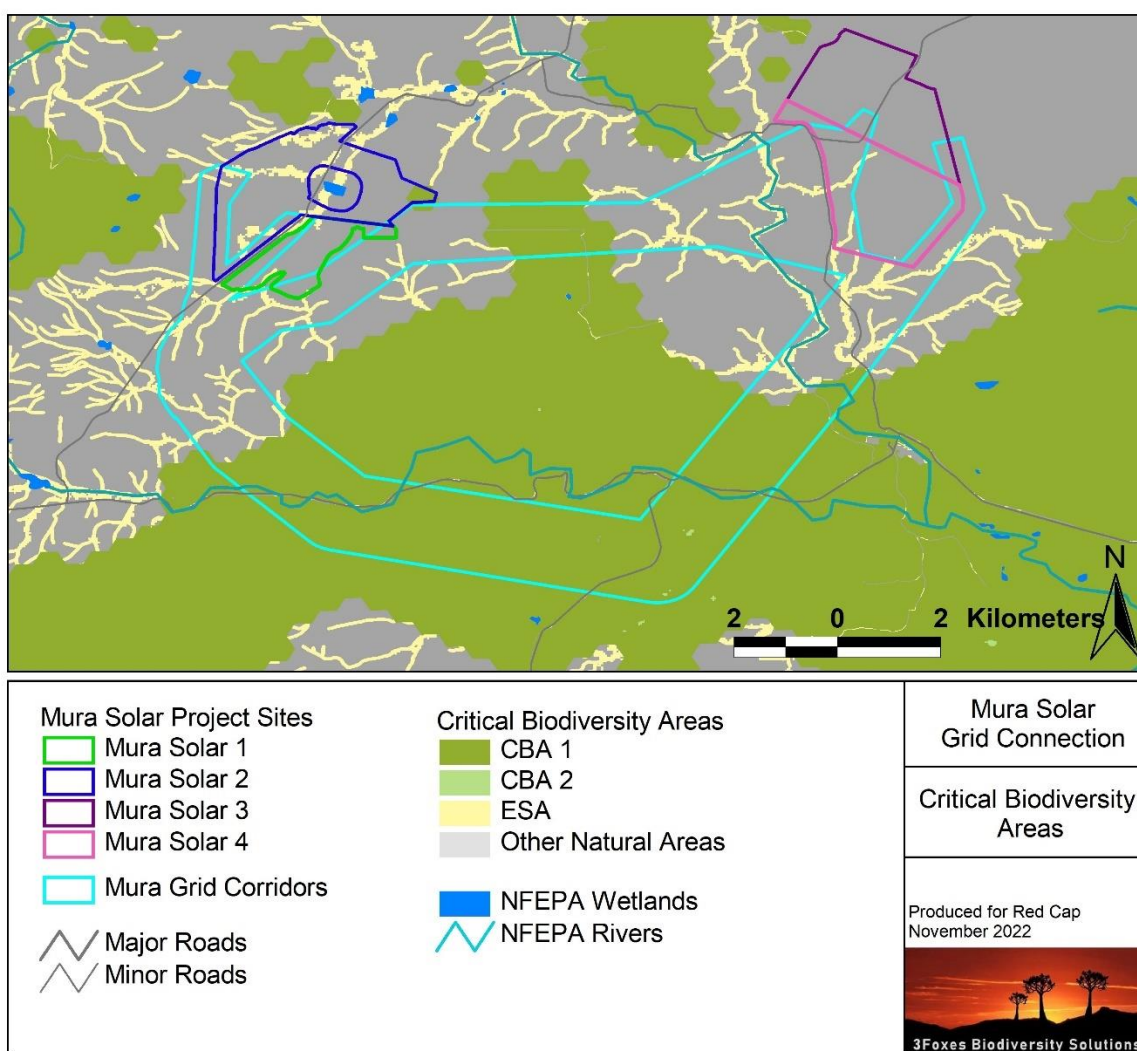 N
2 0 2 Kilometers
Mura Solar Project Sites
Mura Solar 1
Mura Solar 2
Mura Solar 3
Mura Solar 4
Mura Grid Corridors
Major Roads
Minor Roads
Critical Biodiversity Areas
CBA 1
CBA 2
ESA
Other Natural Areas
NFEPA Wetlands
NFEPA Rivers
Mura Solar
Grid Connection
Critical Biodiversity
Areas
Produced for Red Cap
November 2022
3Foxes Biodiversity Solutions